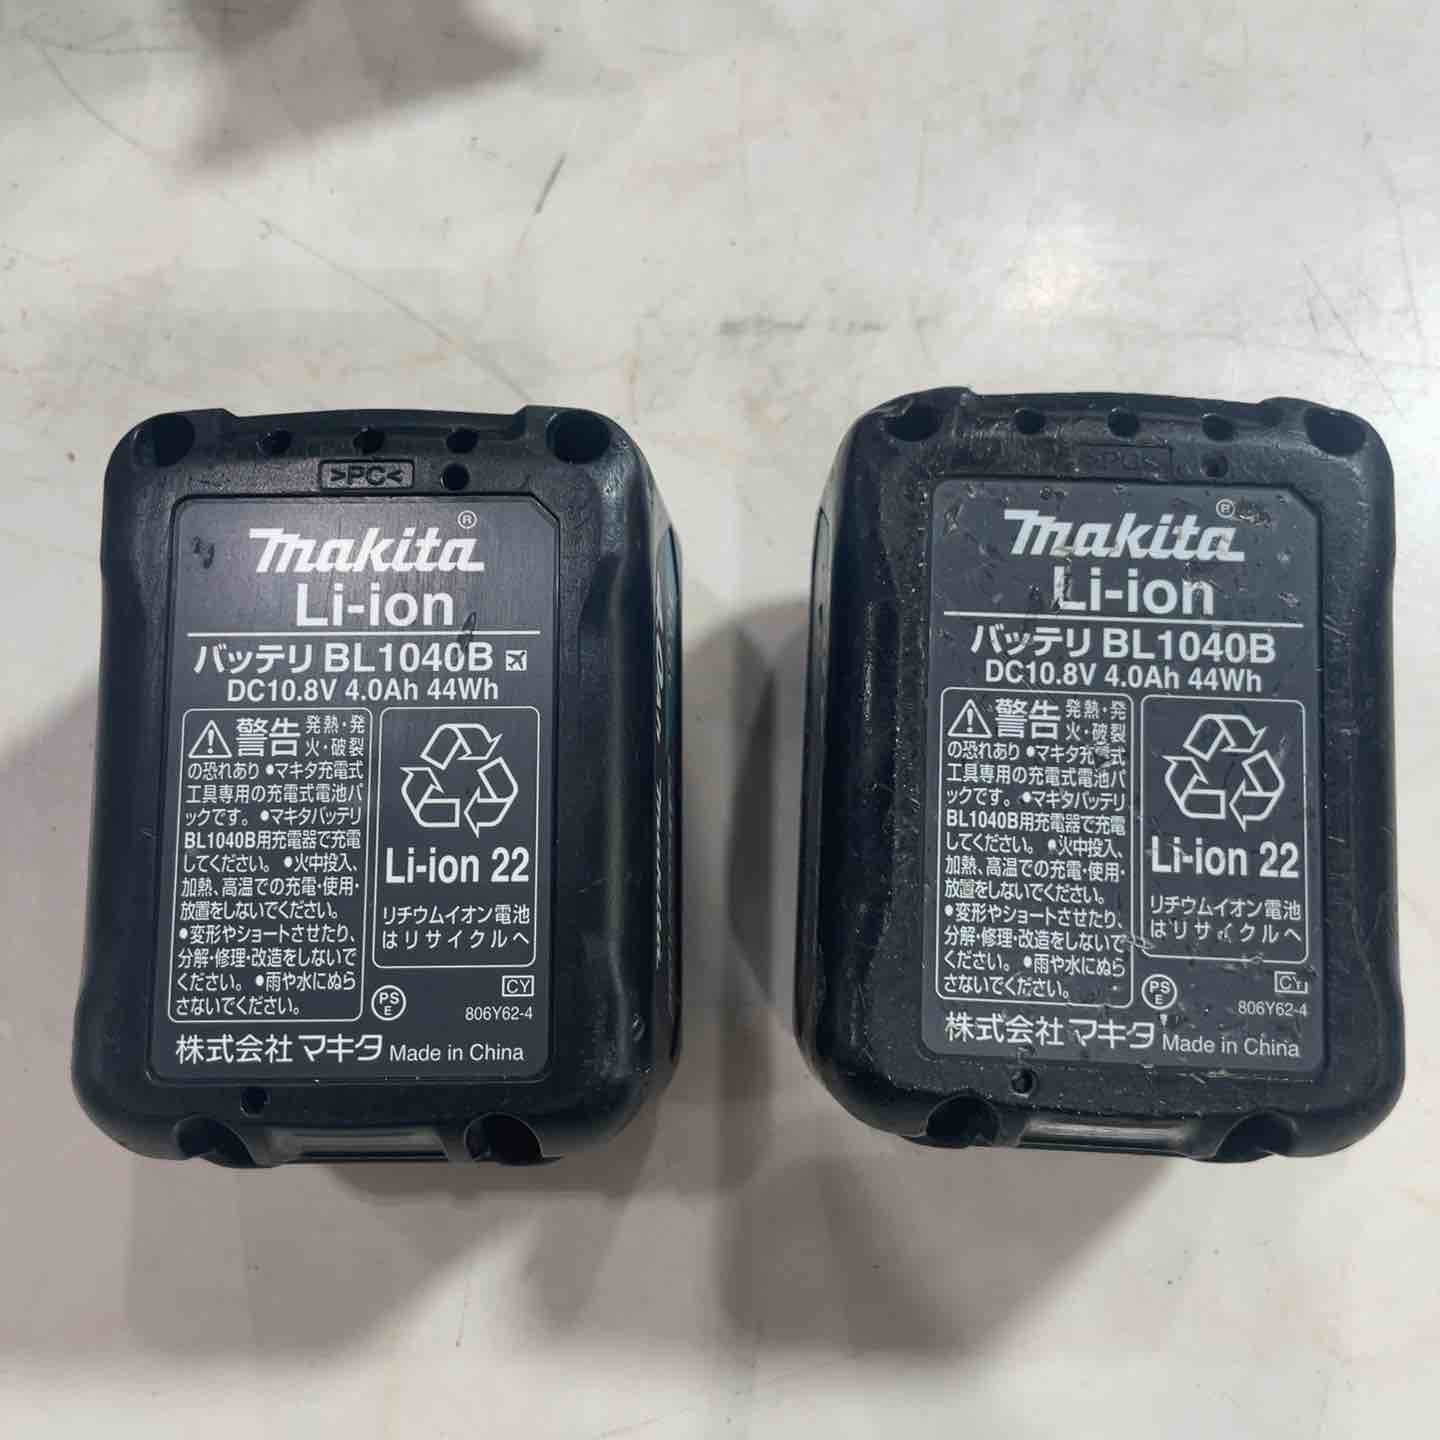 >PC<
Makita®
Li-ion
バッテリ BL1040B
DC10.8V 4.0Ah 44Wh
警告 発熱・発
火・破裂
の恐れあり ●マキタ充電式
工具専用の充電式電池パ
ックです。 ●マキタバッテリ
BL1040B用充電器で充電
してください。 ●火中投入、
加熱、高温での充電・使用・
放置をしないでください。
●変形やショートさせたり、
分解・修理・改造をしないで
ください。 ●雨や水にぬら
さないでください。
Li-ion 22
リチウムイオン電池
はリサイクルへ
PS
E
CY
806Y62-4
株式会社 マキタ Made in China
>PC<
Makita®
Li-ion
バッテリ BL1040B
DC10.8V 4.0Ah 44Wh
警告 発熱・発
火・破裂
の恐れあり ●マキタ充電式
工具専用の充電式電池パ
ックです。 ●マキタバッテリ
BL1040B用充電器で充電
してください。 ●火中投入、
加熱、高温での充電・使用・
放置をしないでください。
●変形やショートさせたり、
分解・修理・改造をしないで
ください。 ●雨や水にぬら
さないでください。
Li-ion 22
リチウムイオン電池
はリサイクルへ
PS
E
CY
806Y62-4
株式会社 マキタ Made in China